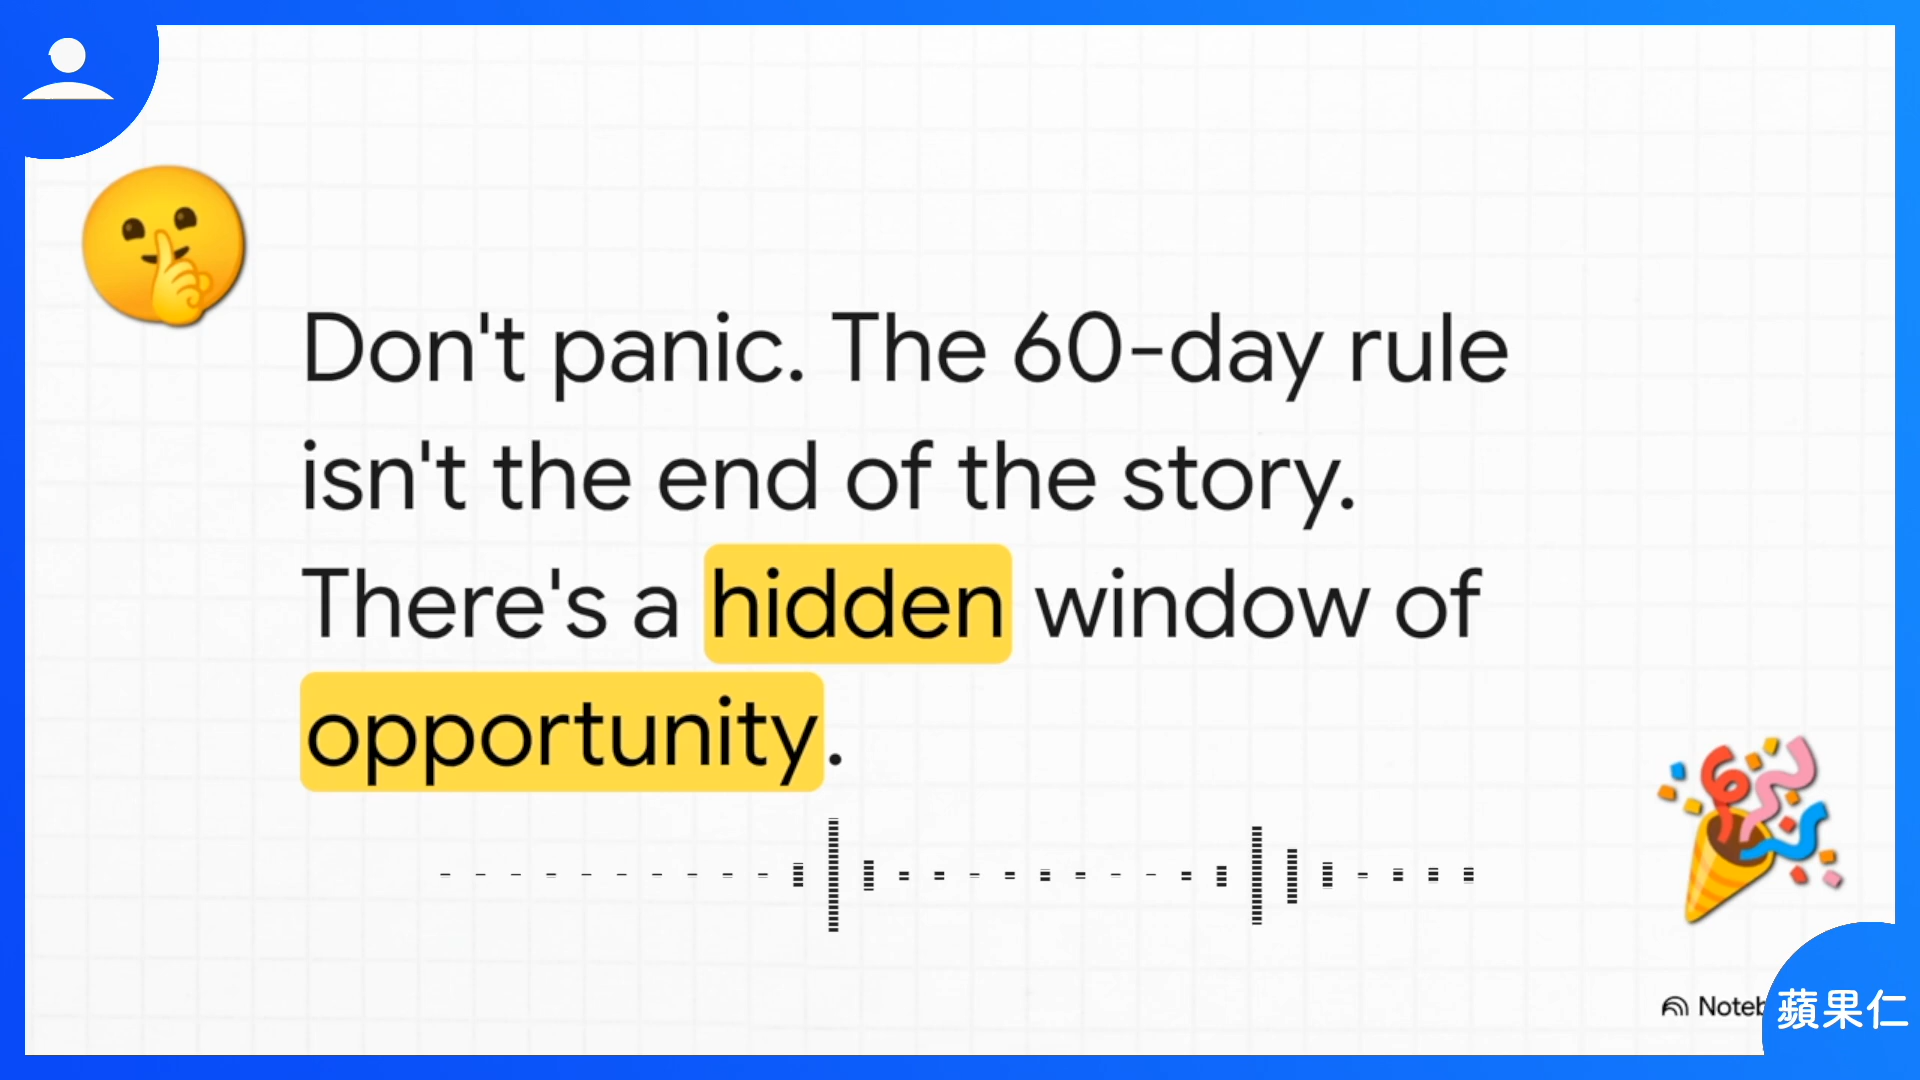 Don't panic. The 60-day rule
isn't the end of the story.
There's a hidden window of
opportunity.
蘋果仁